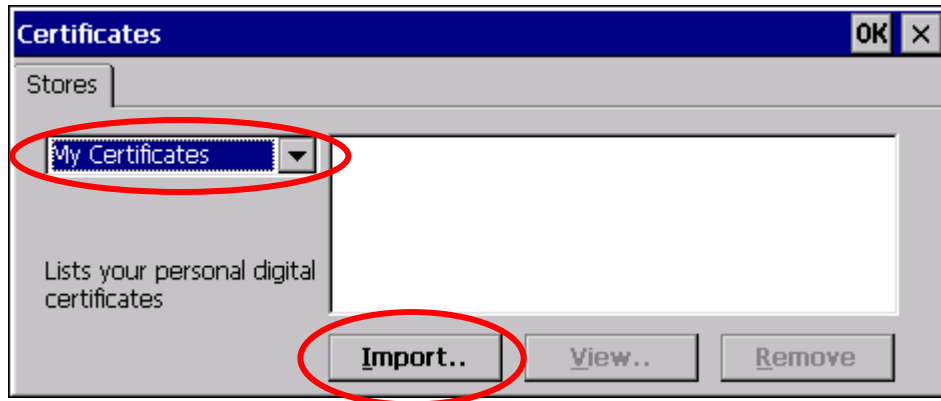 Certificates OK ×
Stores
My Certificates
Lists your personal digital
certificates
Import.. View.. Remove